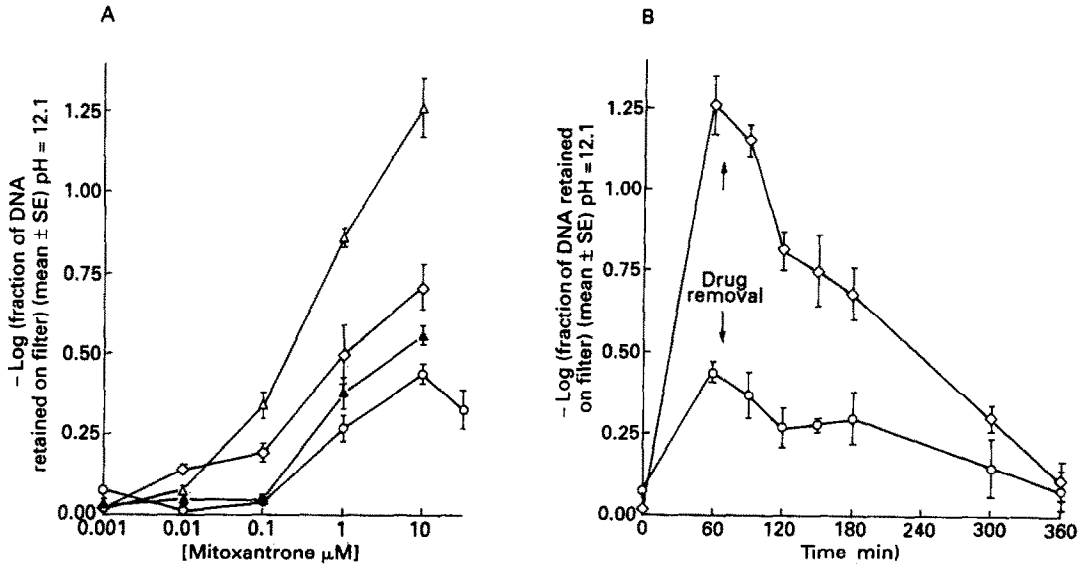 A
− Log (fraction of DNA
retained on filter) (mean ± SE) pH = 12.1
1.25
1.00
0.75
0.50
0.25
0.00
0.001
0.01
0.1
1
10
[Mitoxantrone µM]
B
− Log (fraction of DNA retained
on filter) (mean ± SE) pH = 12.1
1.25
1.00
0.75
0.50
0.25
0.00
Drug
removal
0
60
120
180
240
300
360
Time min)